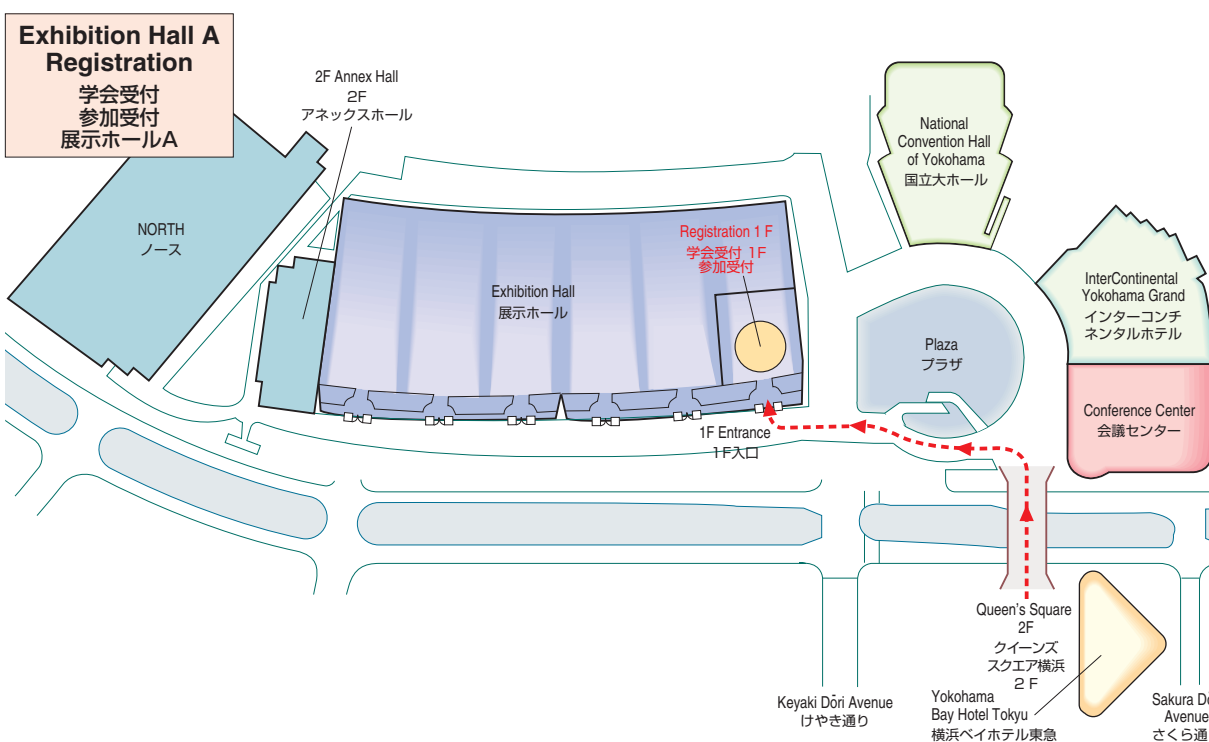 Exhibition Hall A
Registration
学会受付
参加受付
展示ホールA
2F Annex Hall
2F
アネックスホール
NORTH
ノース
National
Convention Hall
of Yokohama
国立大ホール
Registration 1 F
学会受付 1F
参加受付
Exhibition Hall
展示ホール
InterContinental
Yokohama Grand
インターコンチ
ネンタルホテル
Plaza
プラザ
Conference Center
会議センター
1F Entrance
1F入口
Queen's Square
2F
クイーンズ
スクエア横浜
2 F
Keyaki Dōri Avenue
けやき通り
Yokohama
Bay Hotel Tokyu
横浜ベイホテル東急
Sakura
Avenue
さくら通